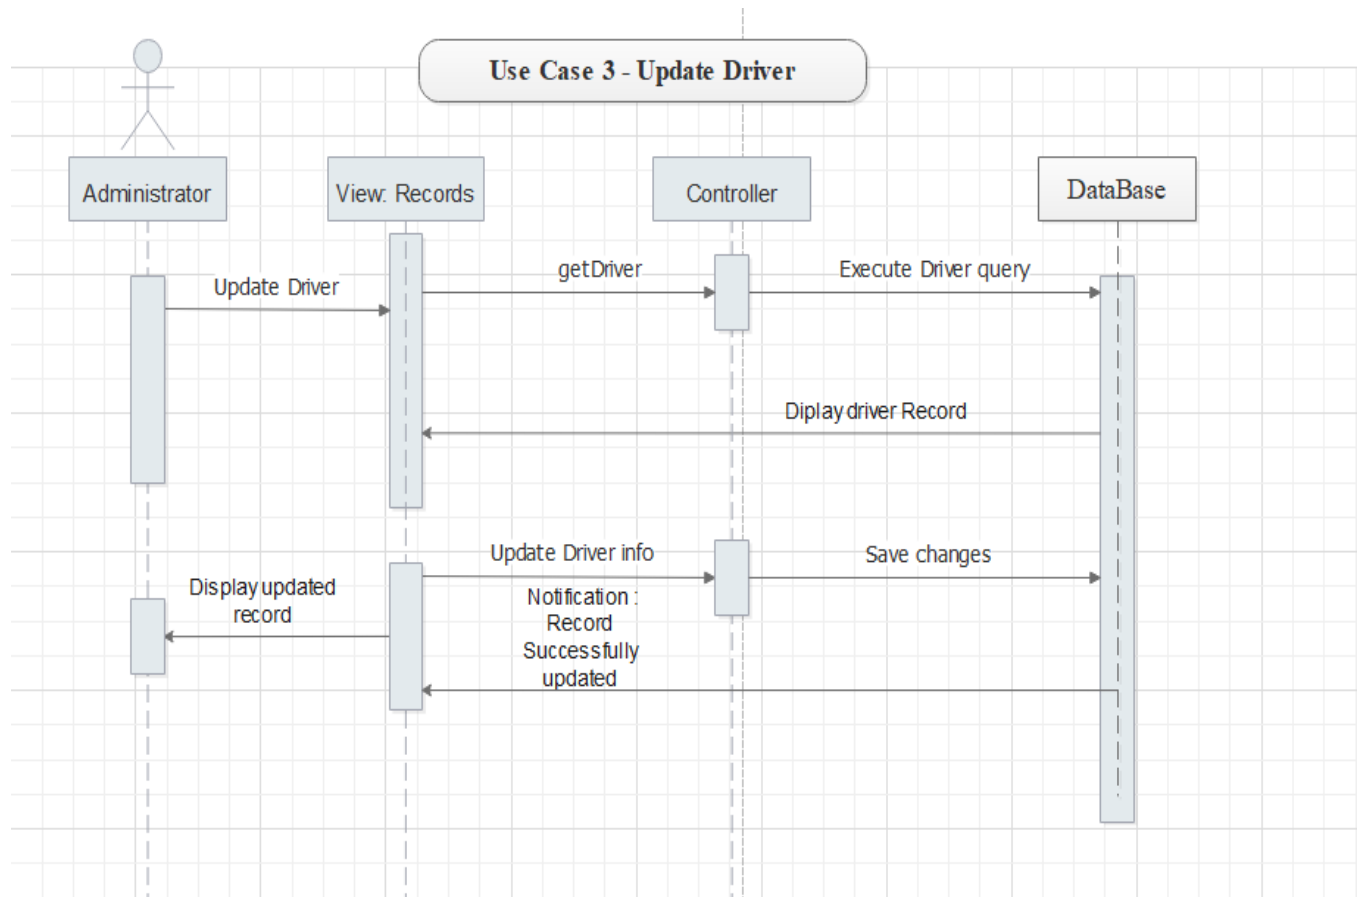 Use Case 3 - Update Driver
Administrator
View: Records
Controller
DataBase
Update Driver
getDriver
Execute Driver query
Diplay driver Record
Update Driver info
Save changes
Display updated
record
Notification :
Record
Successfully
updated